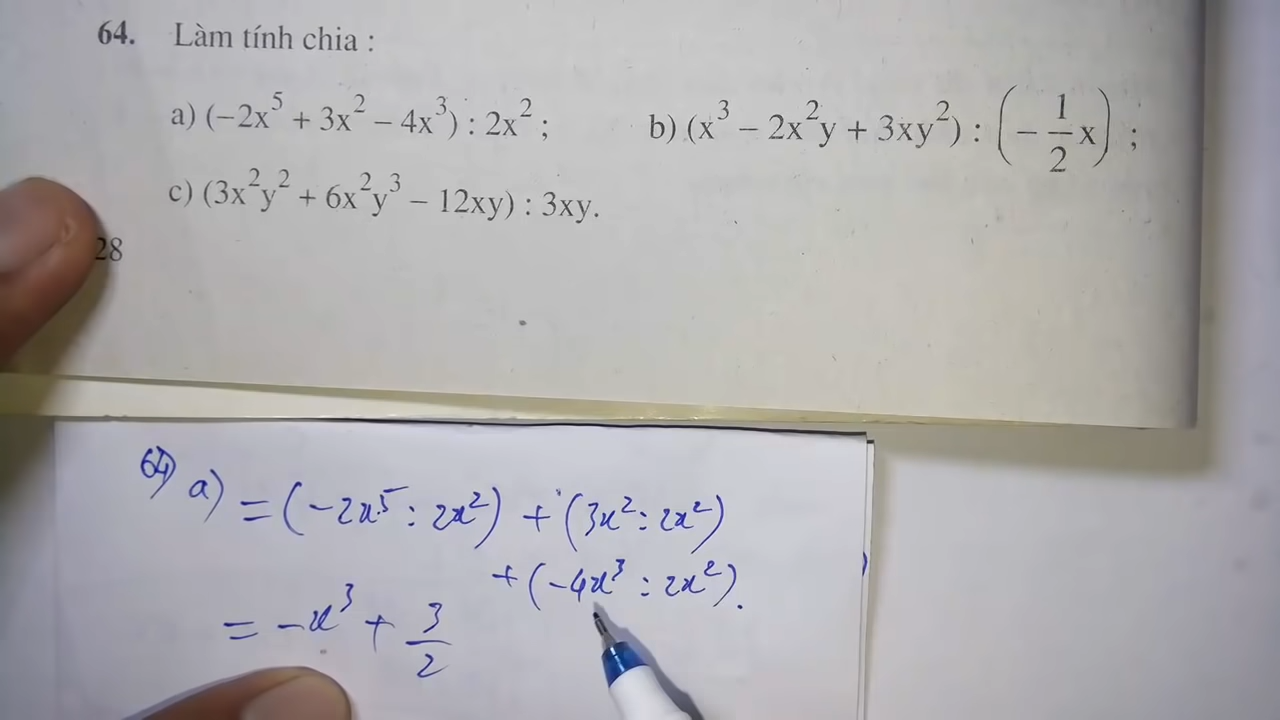 64. Làm tính chia :
a) (−2x⁵ + 3x² − 4x³) : 2x² ; b) (x³ − 2x²y + 3xy²) : (−1/2 x) ;
c) (3x²y² + 6x²y³ − 12xy) : 3xy.
28
64) a) = (−2x⁵ : 2x²) + (3x² : 2x²)
+ (−4x³ : 2x²).
= −x³ + 3/2